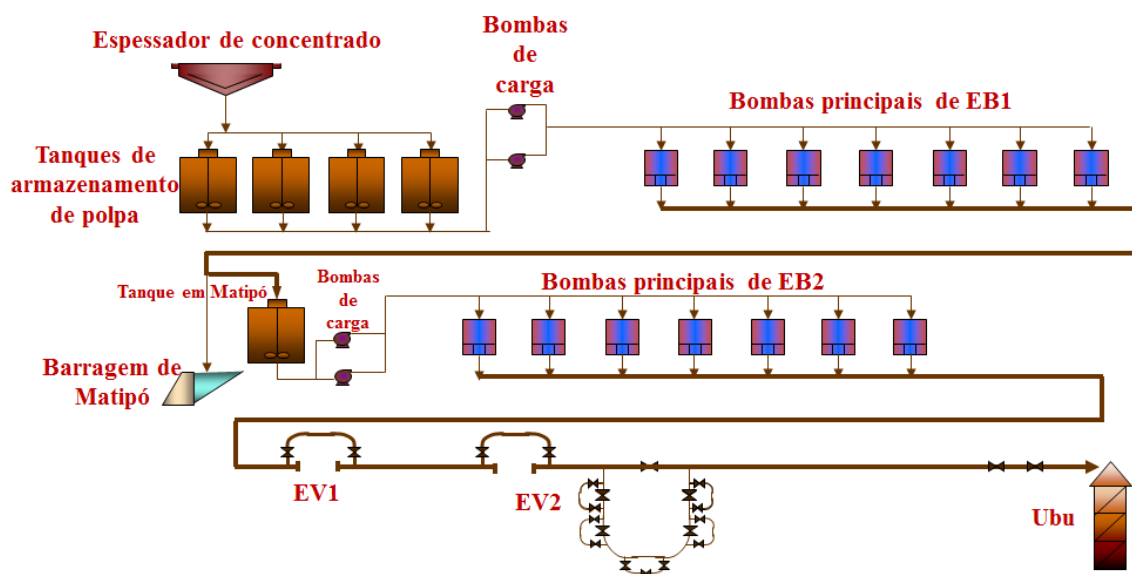 Espessador de concentrado
Bombas
de
carga
Bombas principais de EB1
Tanques de
armazenamento
de polpa
Tanque em Matipó
Bombas
de
carga
Bombas principais de EB2
Barragem de
Matipó
EV1
EV2
Ubu